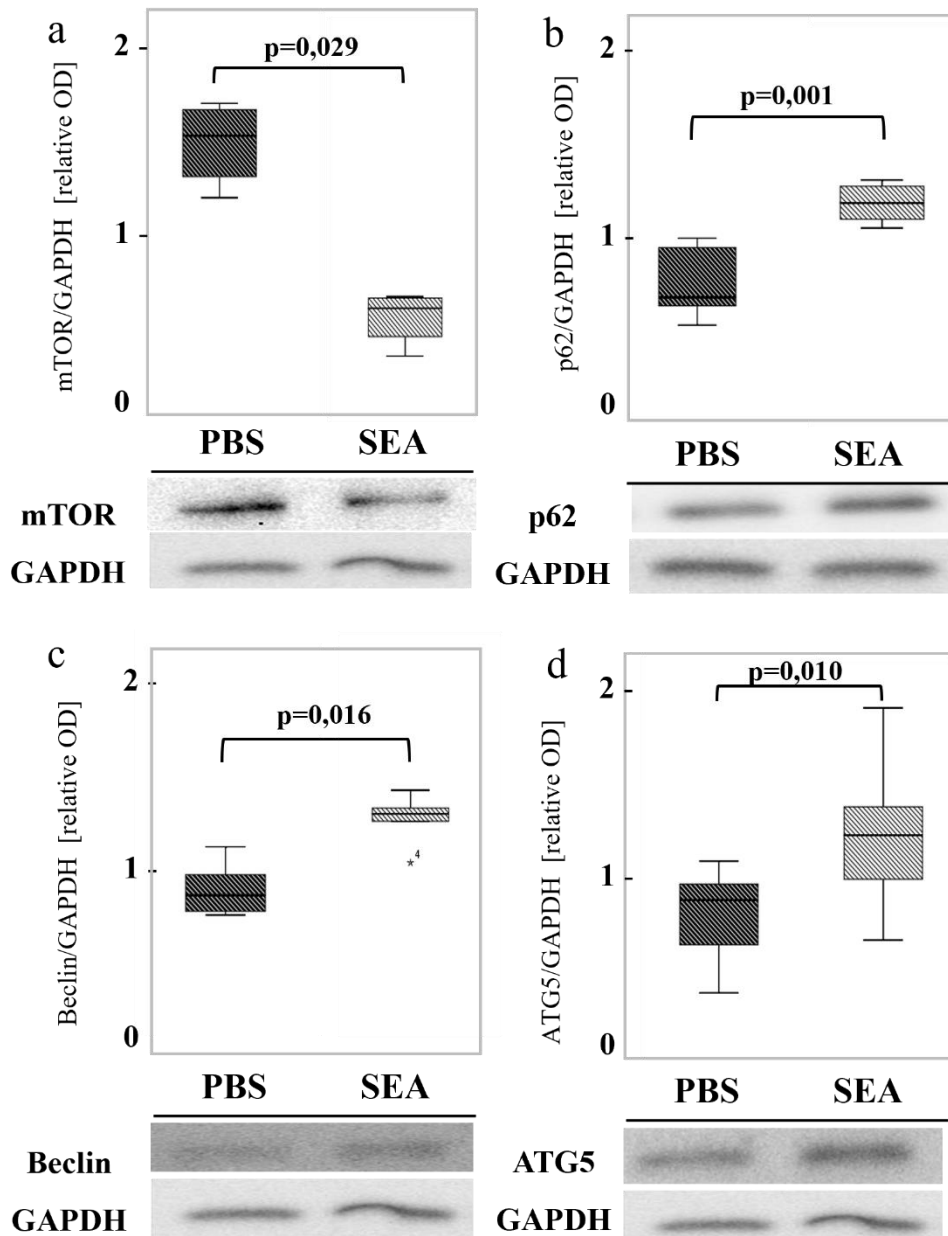 a
2
p=0,029
1
0
mTOR/GAPDH [relative OD]
PBS SEA
mTOR
GAPDH
b
2
p=0,001
1
0
p62/GAPDH [relative OD]
PBS SEA
p62
GAPDH
c
2
p=0,016
1
*4
0
Beclin/GAPDH [relative OD]
PBS SEA
Beclin
GAPDH
d
2
p=0,010
1
0
ATG5/GAPDH [relative OD]
PBS SEA
ATG5
GAPDH